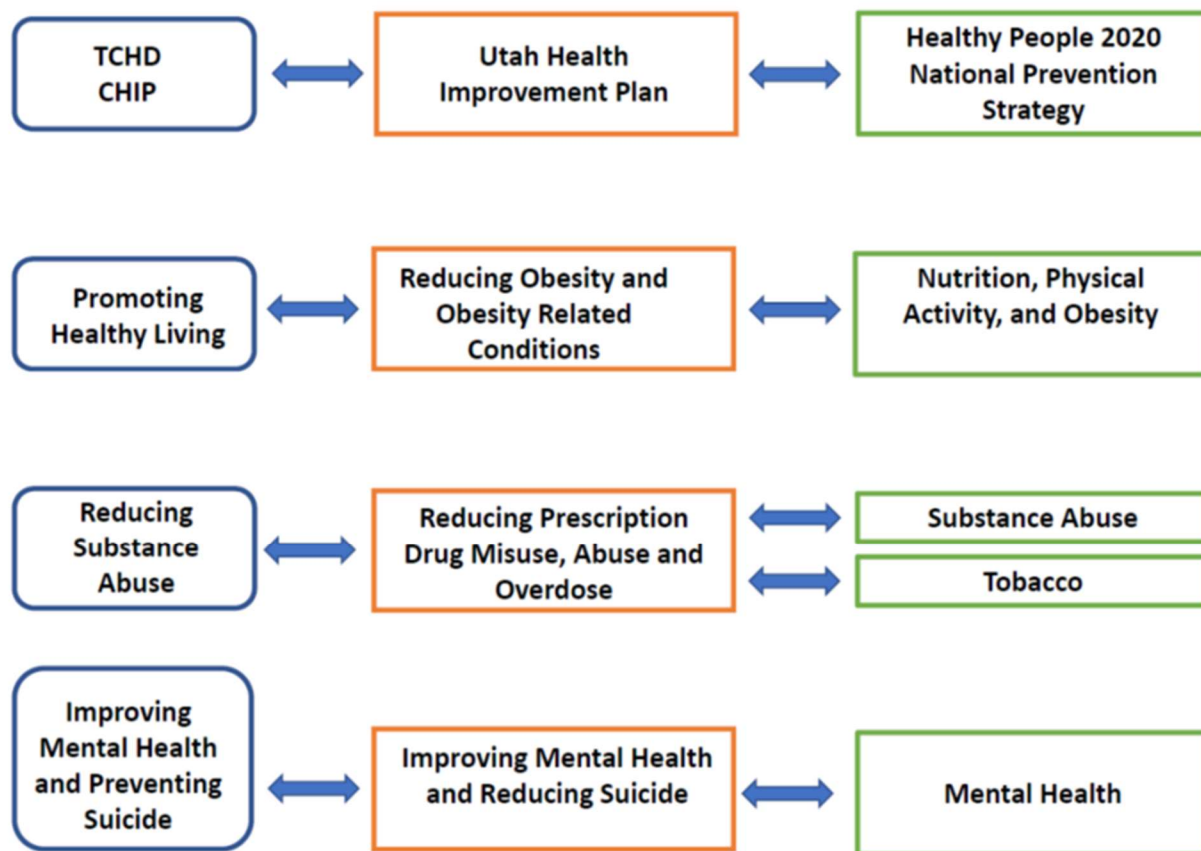 TCHD
CHIP
Utah Health
Improvement Plan
Healthy People 2020
National Prevention
Strategy
Promoting
Healthy Living
Reducing Obesity and
Obesity Related
Conditions
Nutrition, Physical
Activity, and Obesity
Reducing
Substance
Abuse
Reducing Prescription
Drug Misuse, Abuse and
Overdose
Substance Abuse
Tobacco
Improving
Mental Health
and Preventing
Suicide
Improving Mental Health
and Reducing Suicide
Mental Health